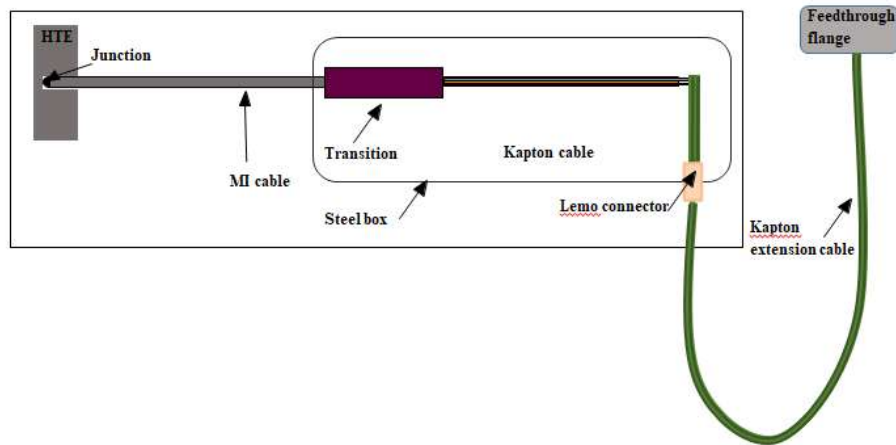 HTE
Junction
Feedthrough
flange
Transition
Kapton cable
MI cable
Steel box
Lemo connector
Kapton
extension cable